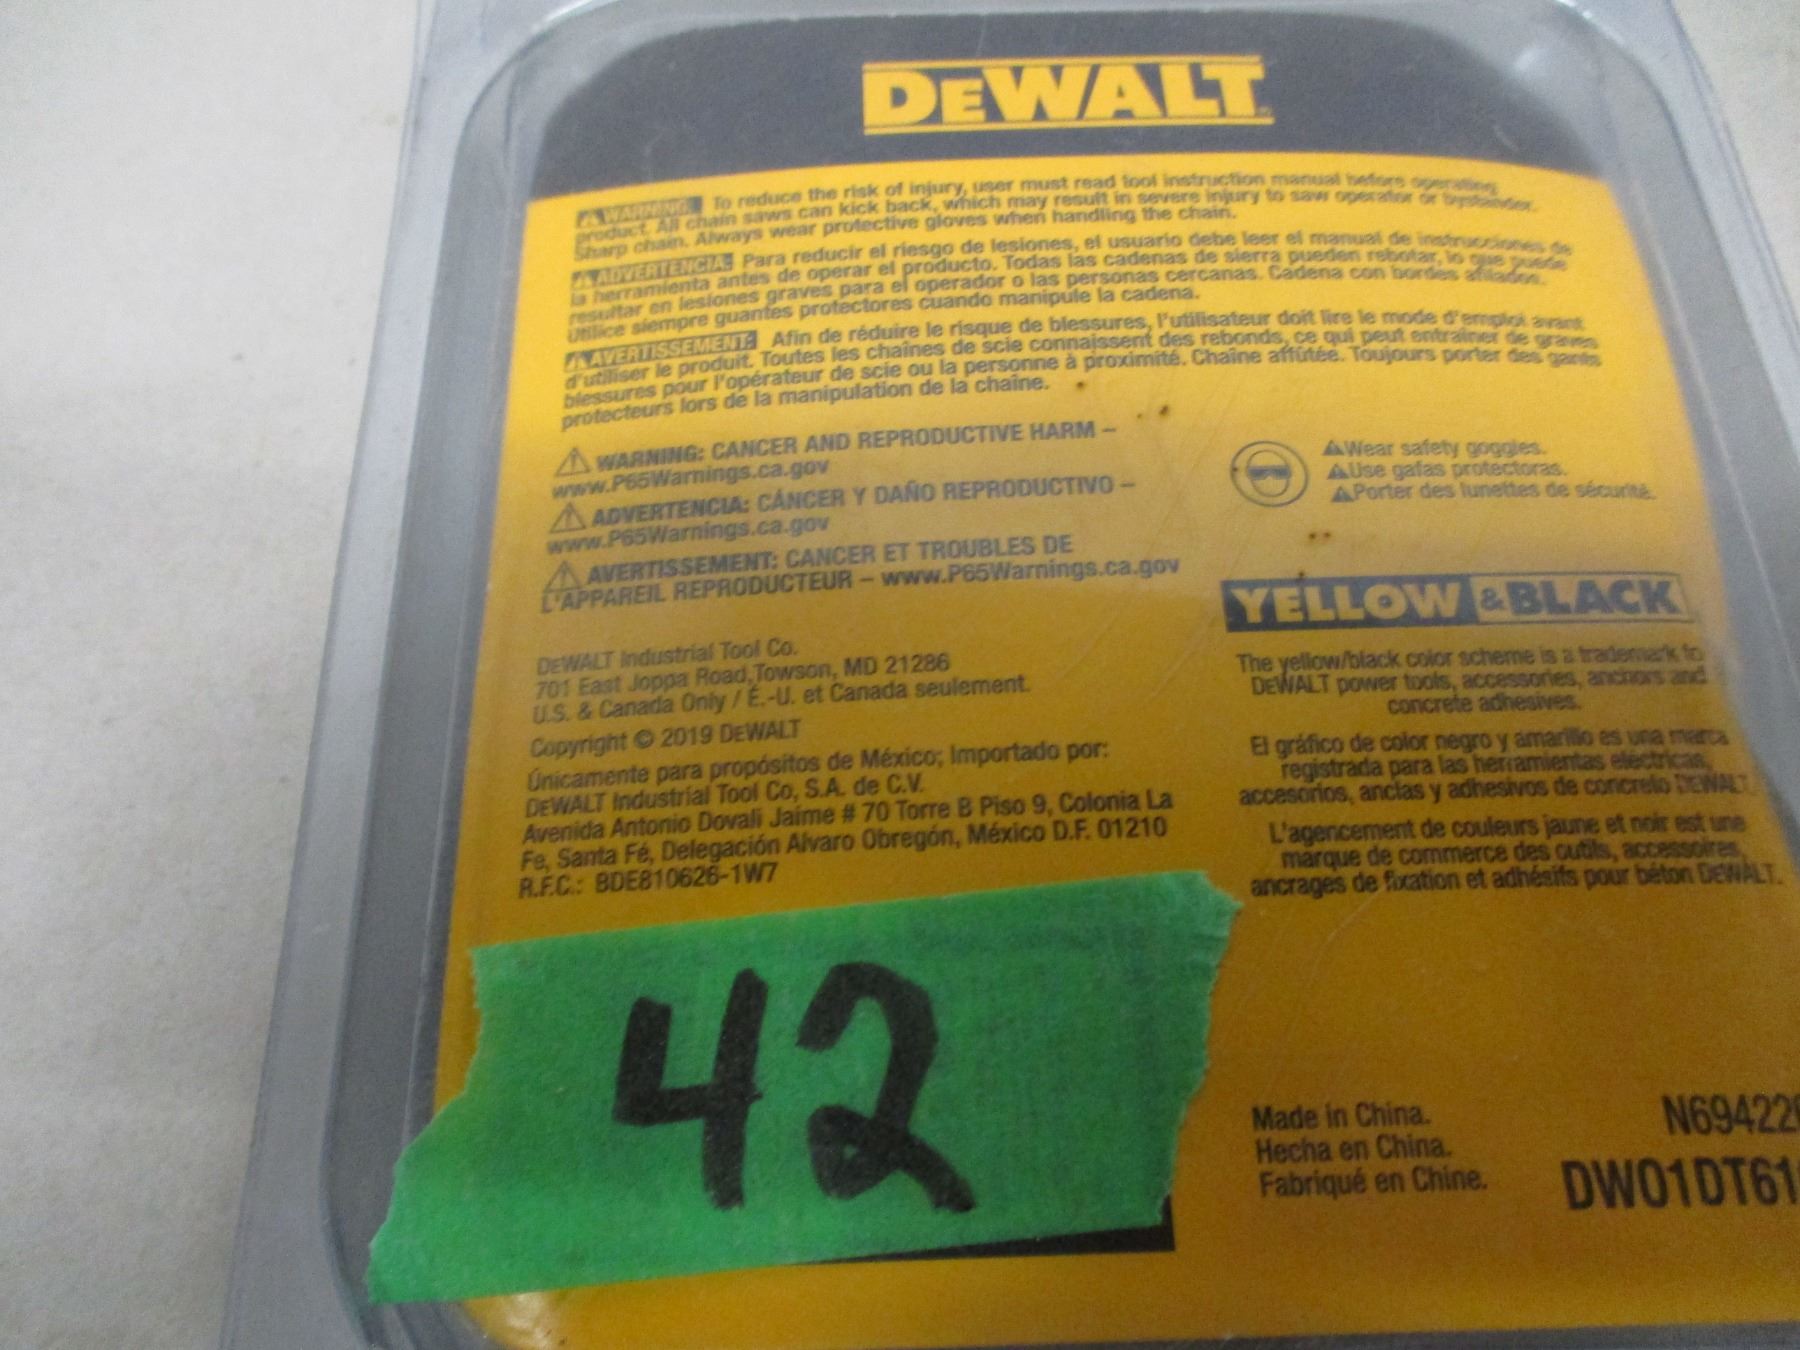 DEWALT
WARNING: To reduce the risk of injury, user must read tool instruction manual before operating
product. All chain saws can kick back, which may result in severe injury to saw operator or bystander.
Sharp chain. Always wear protective gloves when handling the chain.
ADVERTENCIA: Para reducir el riesgo de lesiones, el usuario debe leer el manual de instrucciones de
la herramienta antes de operar el producto. Todas las cadenas de sierra pueden rebotar, lo que puede
resultar en lesiones graves para el operador o las personas cercanas. Cadena con bordes afilados.
Utilice siempre guantes protectores cuando manipule la cadena.
AVERTISSEMENT: Afin de réduire le risque de blessures, l'utilisateur doit lire le mode d'emploi avant
d'utiliser le produit. Toutes les chaînes de scie connaissent des rebonds, ce qui peut entraîner de graves
blessures pour l'opérateur de scie ou la personne à proximité. Chaîne affûtée. Toujours porter des gants
protecteurs lors de la manipulation de la chaîne.
WARNING: CANCER AND REPRODUCTIVE HARM –
www.P65Warnings.ca.gov
ADVERTENCIA: CÁNCER Y DAÑO REPRODUCTIVO –
www.P65Warnings.ca.gov
AVERTISSEMENT: CANCER ET TROUBLES DE
L'APPAREIL REPRODUCTEUR – www.P65Warnings.ca.gov
Wear safety goggles.
Use gafas protectoras.
Porter des lunettes de sécurité.
DEWALT Industrial Tool Co.
701 East Joppa Road, Towson, MD 21286
U.S. & Canada Only / É.-U. et Canada seulement.
Copyright © 2019 DEWALT
Únicamente para propósitos de México; Importado por:
DEWALT Industrial Tool Co, S.A. de C.V.
Avenida Antonio Dovali Jaime # 70 Torre B Piso 9, Colonia La
Fe, Santa Fé, Delegación Alvaro Obregón, México D.F. 01210
R.F.C.: BDE810626-1W7
YELLOW & BLACK
The yellow/black color scheme is a trademark fo
DEWALT power tools, accessories, anchors and
concrete adhesives.
El gráfico de color negro y amarillo es una marca
registrada para las herramientas eléctricas,
accesorios, anclas y adhesivos de concreto DEWALT.
L'agencement de couleurs jaune et noir est une
marque de commerce des outils, accessoires,
ancrages de fixation et adhésifs pour béton DEWALT.
42
Made in China.
Hecha en China.
Fabriqué en Chine.
N69422
DW01DT61